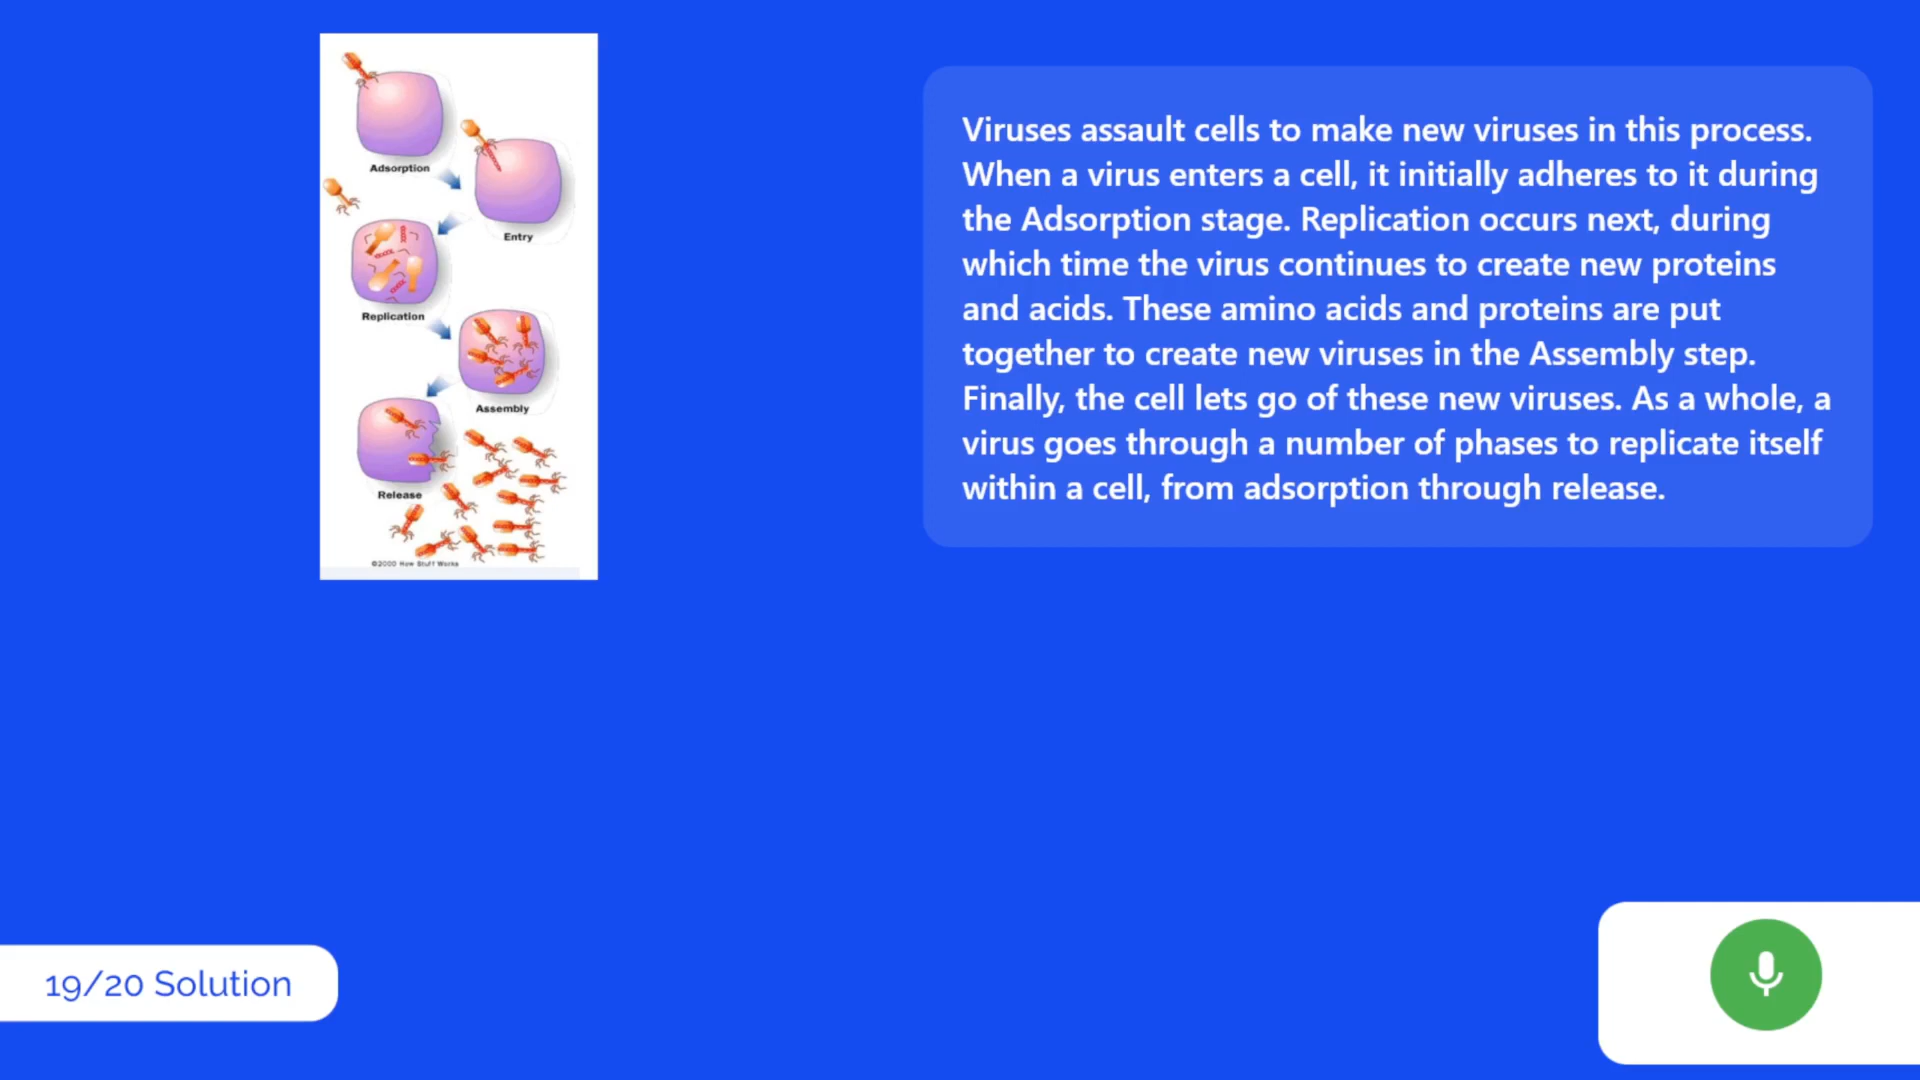 Adsorption
Entry
Replication
Assembly
Release
©2000 How Stuff Works
Viruses assault cells to make new viruses in this process.
When a virus enters a cell, it initially adheres to it during
the Adsorption stage. Replication occurs next, during
which time the virus continues to create new proteins
and acids. These amino acids and proteins are put
together to create new viruses in the Assembly step.
Finally, the cell lets go of these new viruses. As a whole, a
virus goes through a number of phases to replicate itself
within a cell, from adsorption through release.
19/20 Solution